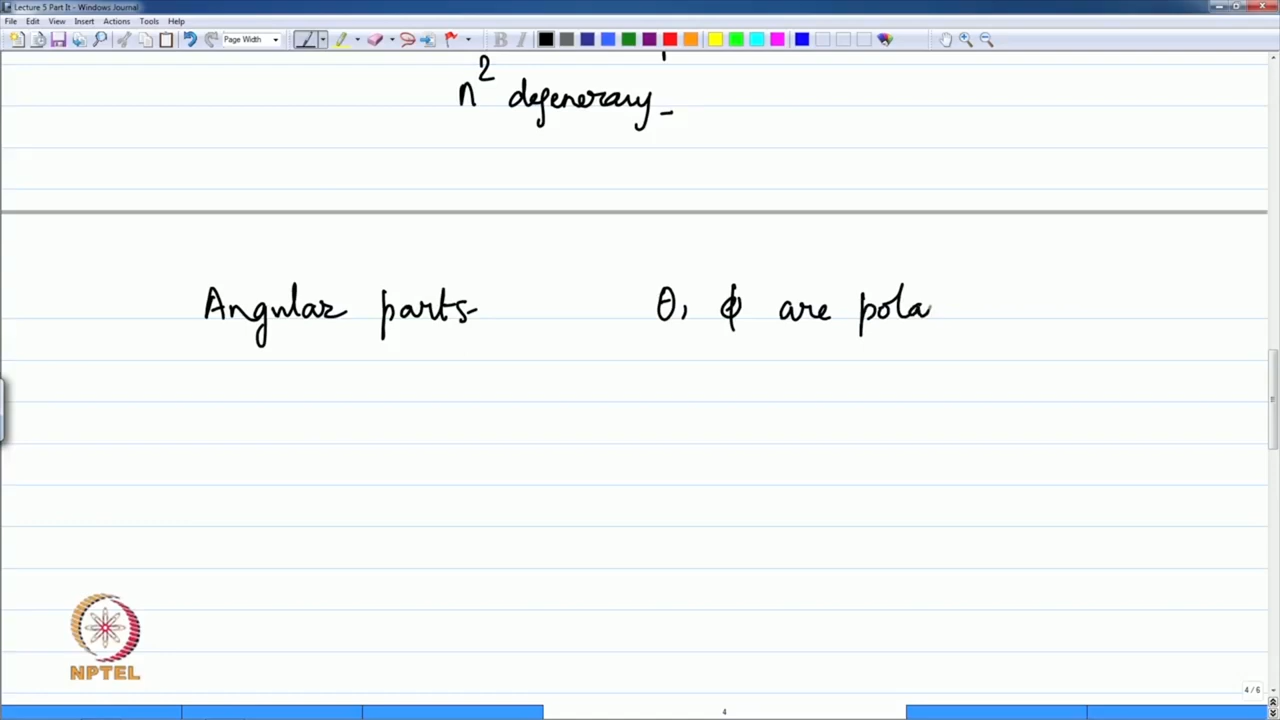 Lecture 5 Part II - Windows Journal
File Edit View Insert Actions Tools Help
Page Width
n² degeneracy -
Angular parts- θ, ϕ are pola
NPTEL
4 / 6
4